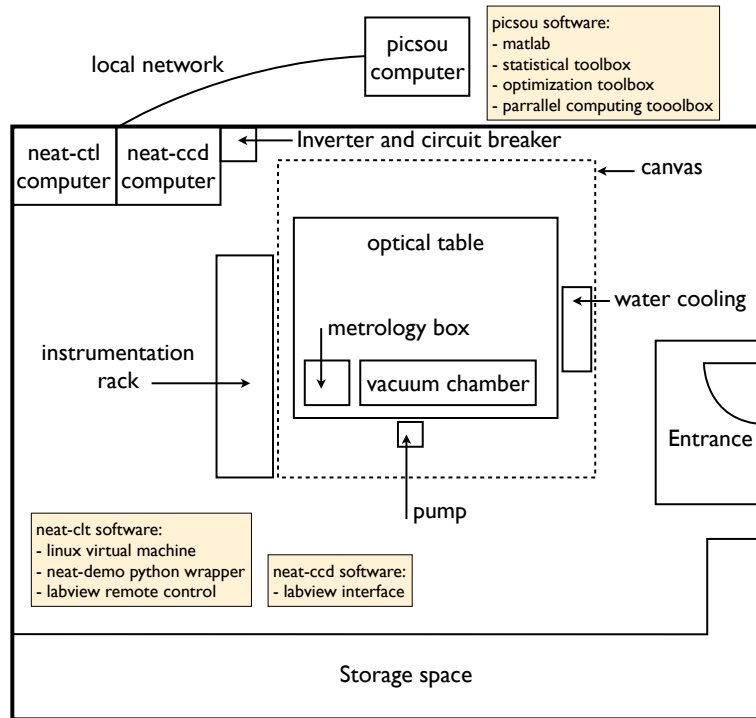 picsou
computer
picsou software:
- matlab
- statistical toolbox
- optimization toolbox
- parrallel computing tooolbox
local network
neat-ctl
computer
neat-ccd
computer
Inverter and circuit breaker
canvas
optical table
water cooling
metrology box
instrumentation
rack
vacuum chamber
Entrance
pump
neat-clt software:
- linux virtual machine
- neat-demo python wrapper
- labview remote control
neat-ccd software:
- labview interface
Storage space